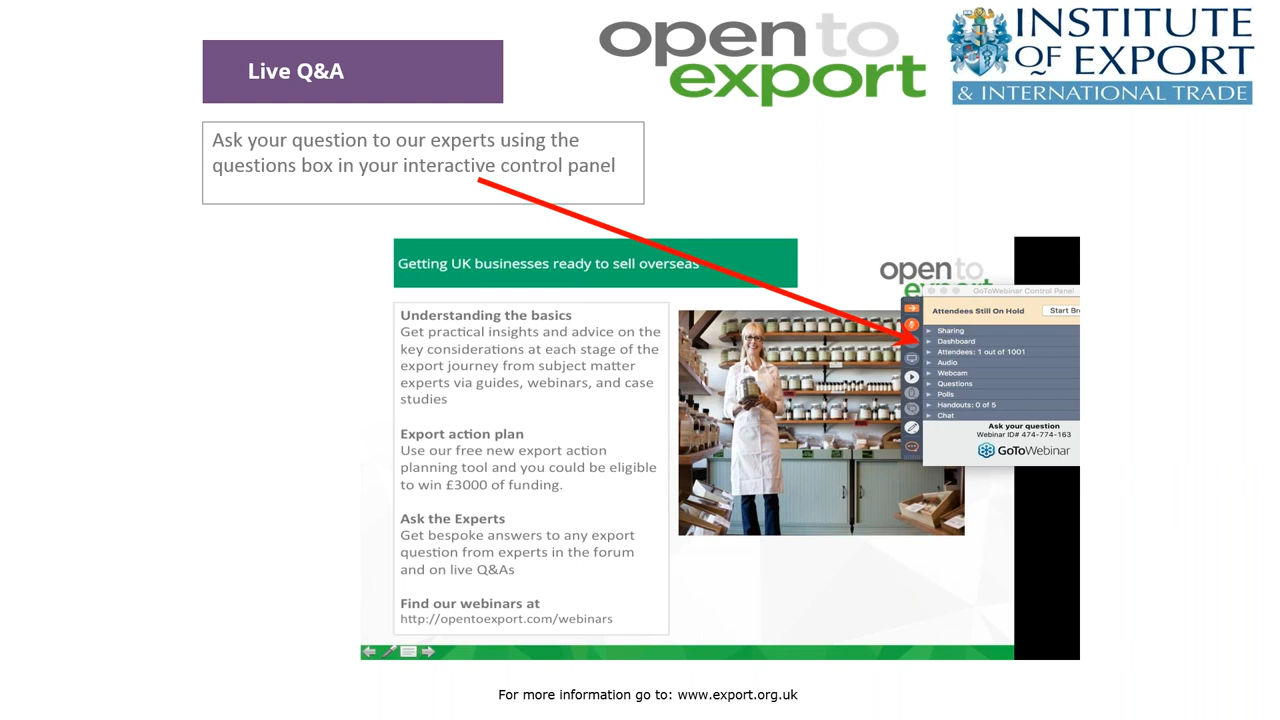 Live Q&A
open to
export
INSTITUTE
OF EXPORT
& INTERNATIONAL TRADE
Ask your question to our experts using the
questions box in your interactive control panel
Getting UK businesses ready to sell overseas
open to
export
Understanding the basics
Get practical insights and advice on the
key considerations at each stage of the
export journey from subject matter
experts via guides, webinars, and case
studies
Export action plan
Use our free new export action
planning tool and you could be eligible
to win £3000 of funding.
Ask the Experts
Get bespoke answers to any export
question from experts in the forum
and on live Q&As
Find our webinars at
http://opentoexport.com/webinars
GoToWebinar Control Panel
Attendees Still On Hold
Start Br
Sharing
Dashboard
Attendees: 1 out of 1001
Audio
Webcam
Questions
Polls
Handouts: 0 of 5
Chat
Ask your question
Webinar ID# 474-774-163
GoToWebinar
For more information go to: www.export.org.uk